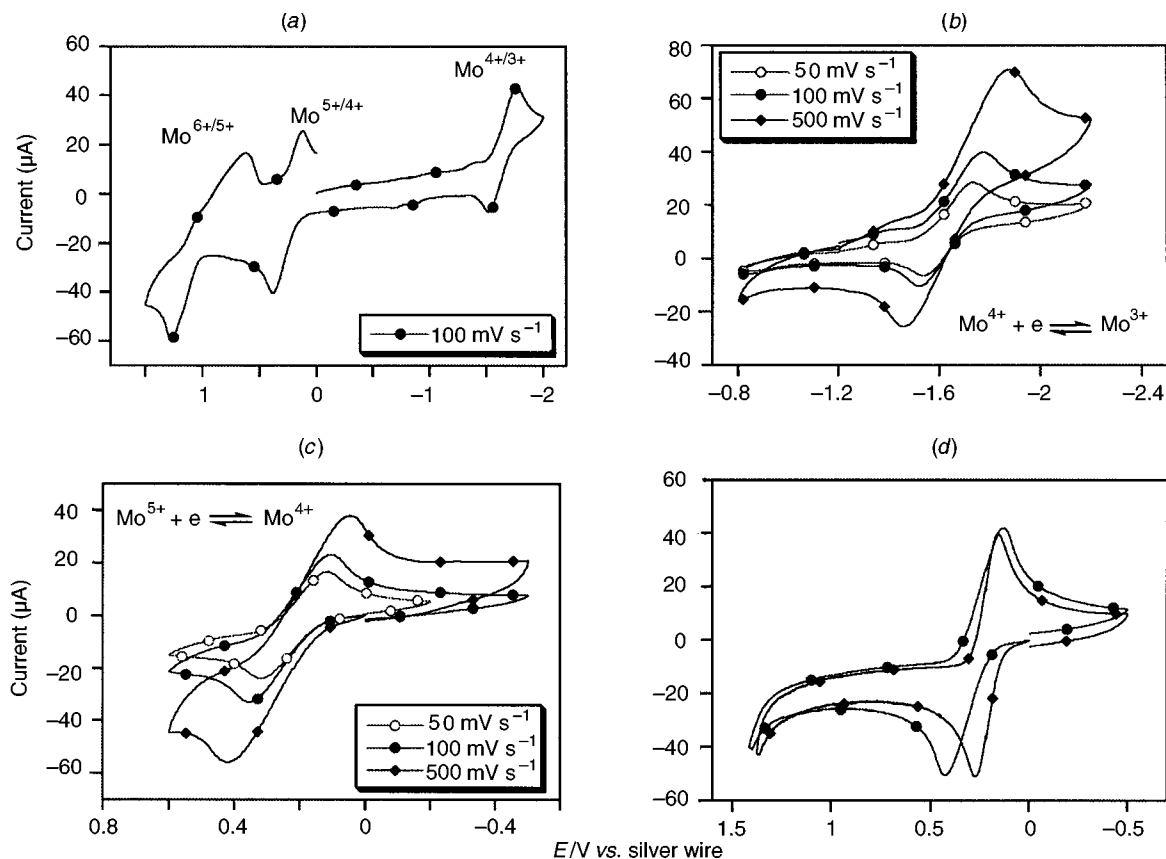 (a)
60
40
20
0
−20
−40
−60
Current (µA)
Mo⁶⁺/⁵⁺
Mo⁵⁺/⁴⁺
Mo⁴⁺/³⁺
100 mV s⁻¹
1 0 −1 −2
(b)
80
60
40
20
0
−20
−40
50 mV s⁻¹
100 mV s⁻¹
500 mV s⁻¹
Mo⁴⁺ + e ⇌ Mo³⁺
−0.8 −1.2 −1.6 −2 −2.4
(c)
40
20
0
−20
−40
−60
Current (µA)
Mo⁵⁺ + e ⇌ Mo⁴⁺
50 mV s⁻¹
100 mV s⁻¹
500 mV s⁻¹
0.8 0.4 0 −0.4
(d)
60
40
20
0
−20
−40
−60
1.5 1 0.5 0 −0.5
E/V vs. silver wire